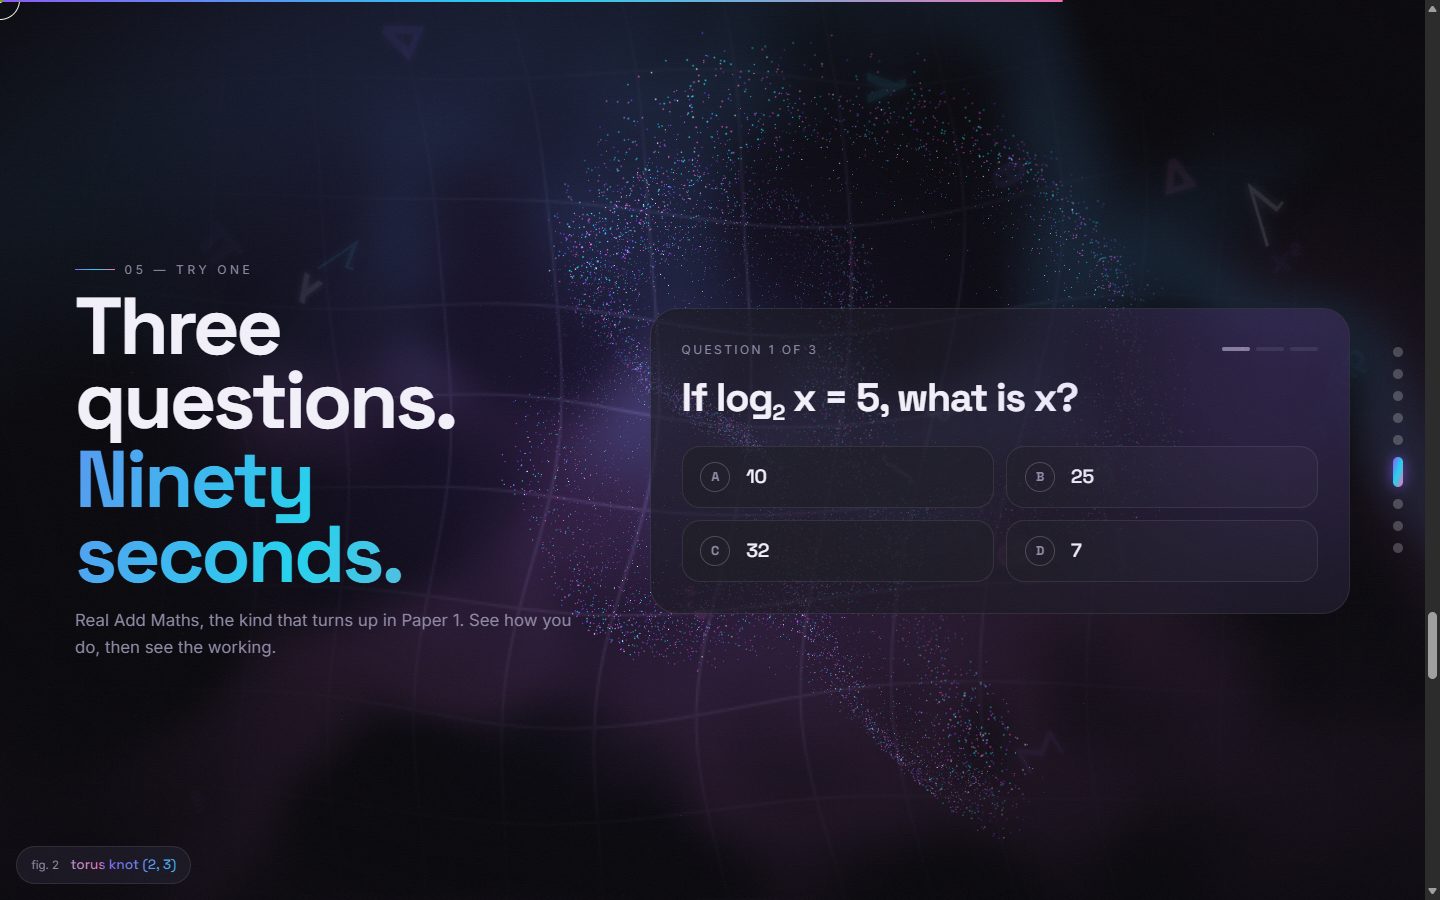 05 — TRY ONE
Three
questions.
Ninety
seconds.
Real Add Maths, the kind that turns up in Paper 1. See how you
do, then see the working.
QUESTION 1 OF 3
If log₂ x = 5, what is x?
A 10
B 25
C 32
D 7
fig. 2 torus knot (2, 3)